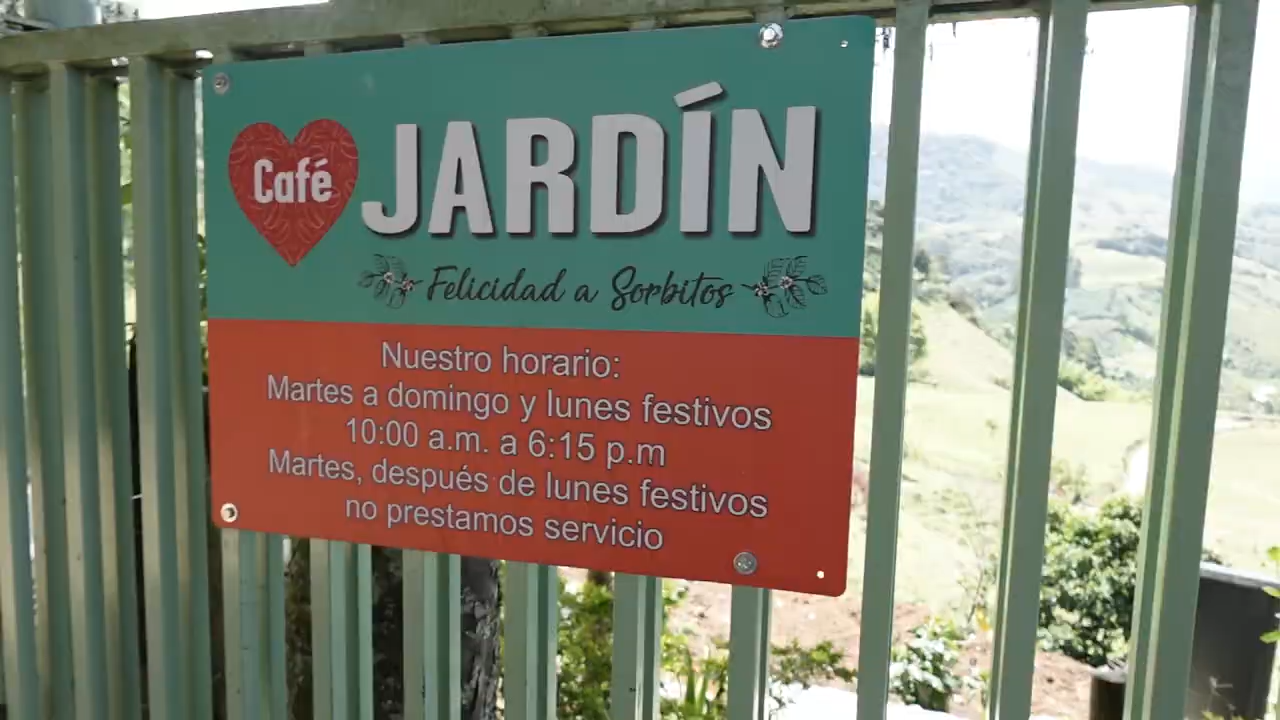 Café
JARDÍN
Felicidad a Sorbitos
Nuestro horario:
Martes a domingo y lunes festivos
10:00 a.m. a 6:15 p.m
Martes, después de lunes festivos
no prestamos servicio